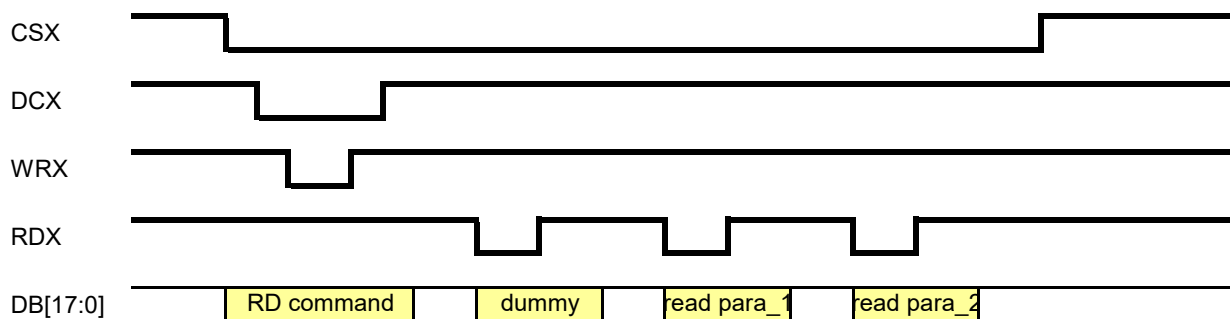 CSX
DCX
WRX
RDX
DB[17:0] RD command dummy read para_1 read para_2